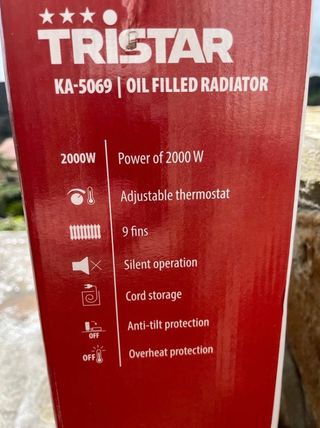 TRISTAR
KA-5069 | OIL FILLED RADIATOR
2000W Power of 2000 W
Adjustable thermostat
9 fins
Silent operation
Cord storage
OFF Anti-tilt protection
OFF Overheat protection